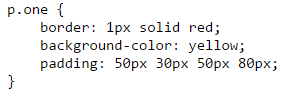 p.one {
    border: 1px solid red;
    background-color: yellow;
    padding: 50px 30px 50px 80px;
}